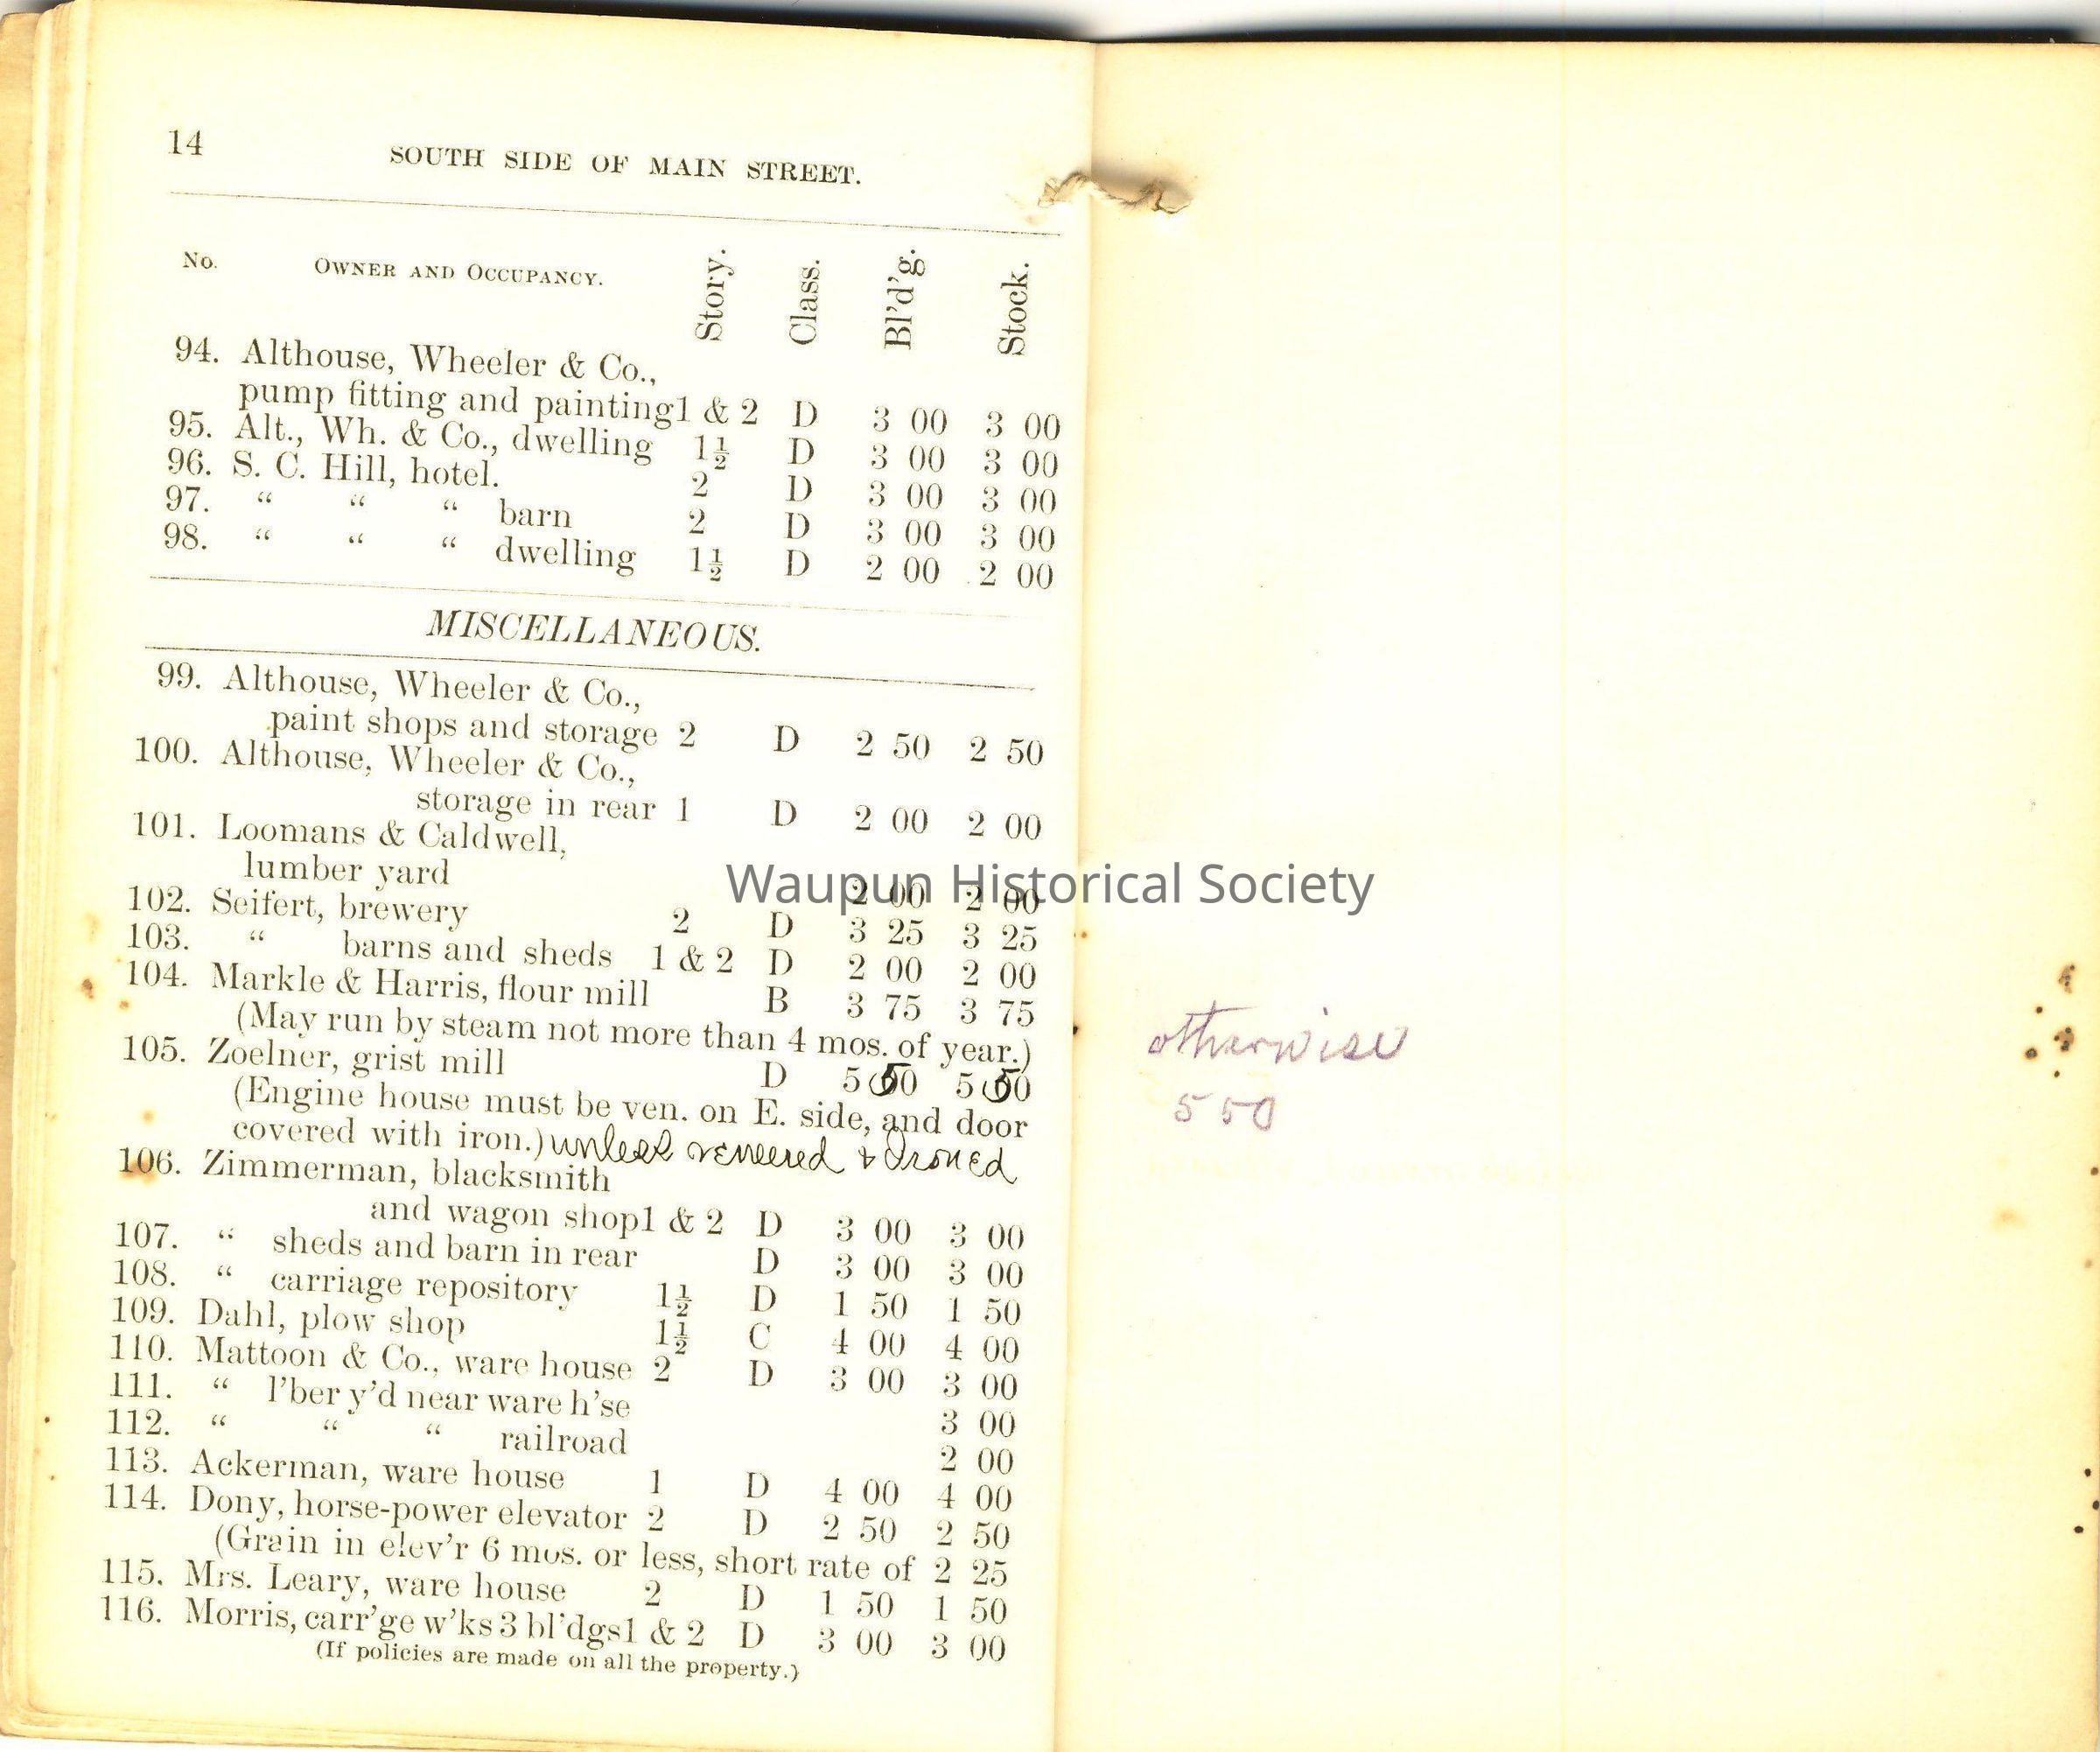 14
SOUTH SIDE OF MAIN STREET.
No. OWNER AND OCCUPANCY. Story. Class. Bl'd'g. Stock.
94. Althouse, Wheeler & Co.,
pump fitting and painting 1 & 2 D 3 00 3 00
95. Alt., Wh. & Co., dwelling 1½ D 3 00 3 00
96. S. C. Hill, hotel. 2 D 3 00 3 00
97. “ “ “ barn 2 D 3 00 3 00
98. “ “ “ dwelling 1½ D 2 00 2 00
MISCELLANEOUS.
99. Althouse, Wheeler & Co.,
paint shops and storage 2 D 2 50 2 50
100. Althouse, Wheeler & Co.,
storage in rear 1 D 2 00 2 00
101. Loomans & Caldwell,
lumber yard 2 00 2 00
Waupun Historical Society
102. Seifert, brewery 2 D 3 25 3 25
103. “ barns and sheds 1 & 2 D 2 00 2 00
104. Markle & Harris, flour mill B 3 75 3 75
(May run by steam not more than 4 mos. of year.)
105. Zoelner, grist mill D 5 50 5 50
(Engine house must be ven. on E. side, and door
covered with iron.) unless veneered & Ironed
106. Zimmerman, blacksmith
and wagon shop 1 & 2 D 3 00 3 00
107. “ sheds and barn in rear D 3 00 3 00
108. “ carriage repository 1½ D 1 50 1 50
109. Dahl, plow shop 1½ C 4 00 4 00
110. Mattoon & Co., ware house 2 D 3 00 3 00
111. “ l'ber y'd near ware h'se 3 00
112. “ “ “ railroad 2 00
113. Ackerman, ware house 1 D 4 00 4 00
114. Dony, horse-power elevator 2 D 2 50 2 50
(Grain in elev'r 6 mos. or less, short rate of 2 25
115. Mrs. Leary, ware house 2 D 1 50 1 50
116. Morris, carr'ge w'ks 3 bl'dgs 1 & 2 D 3 00 3 00
(If policies are made on all the property.)
otherwise
5 50